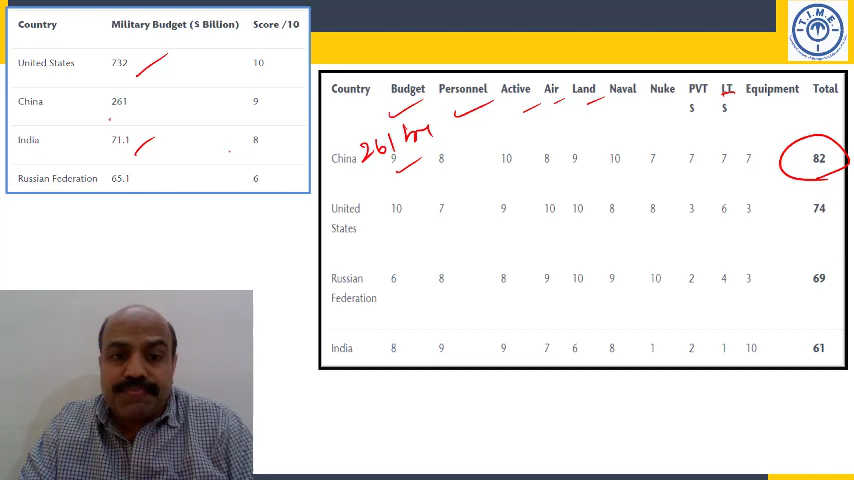 Country Military Budget ($ Billion) Score /10
United States 732 10
China 261 9
India 71.1 8
Russian Federation 65.1 6
T.I.M.E.
Country Budget Personnel Active Air Land Naval Nuke PVT $ LT $ Equipment Total
261
China 9 8 10 8 9 10 7 7 7 7 82
United States 10 7 9 10 10 8 8 3 6 3 74
Russian Federation 6 8 8 9 10 9 10 2 4 3 69
India 8 9 9 7 6 8 1 2 1 10 61